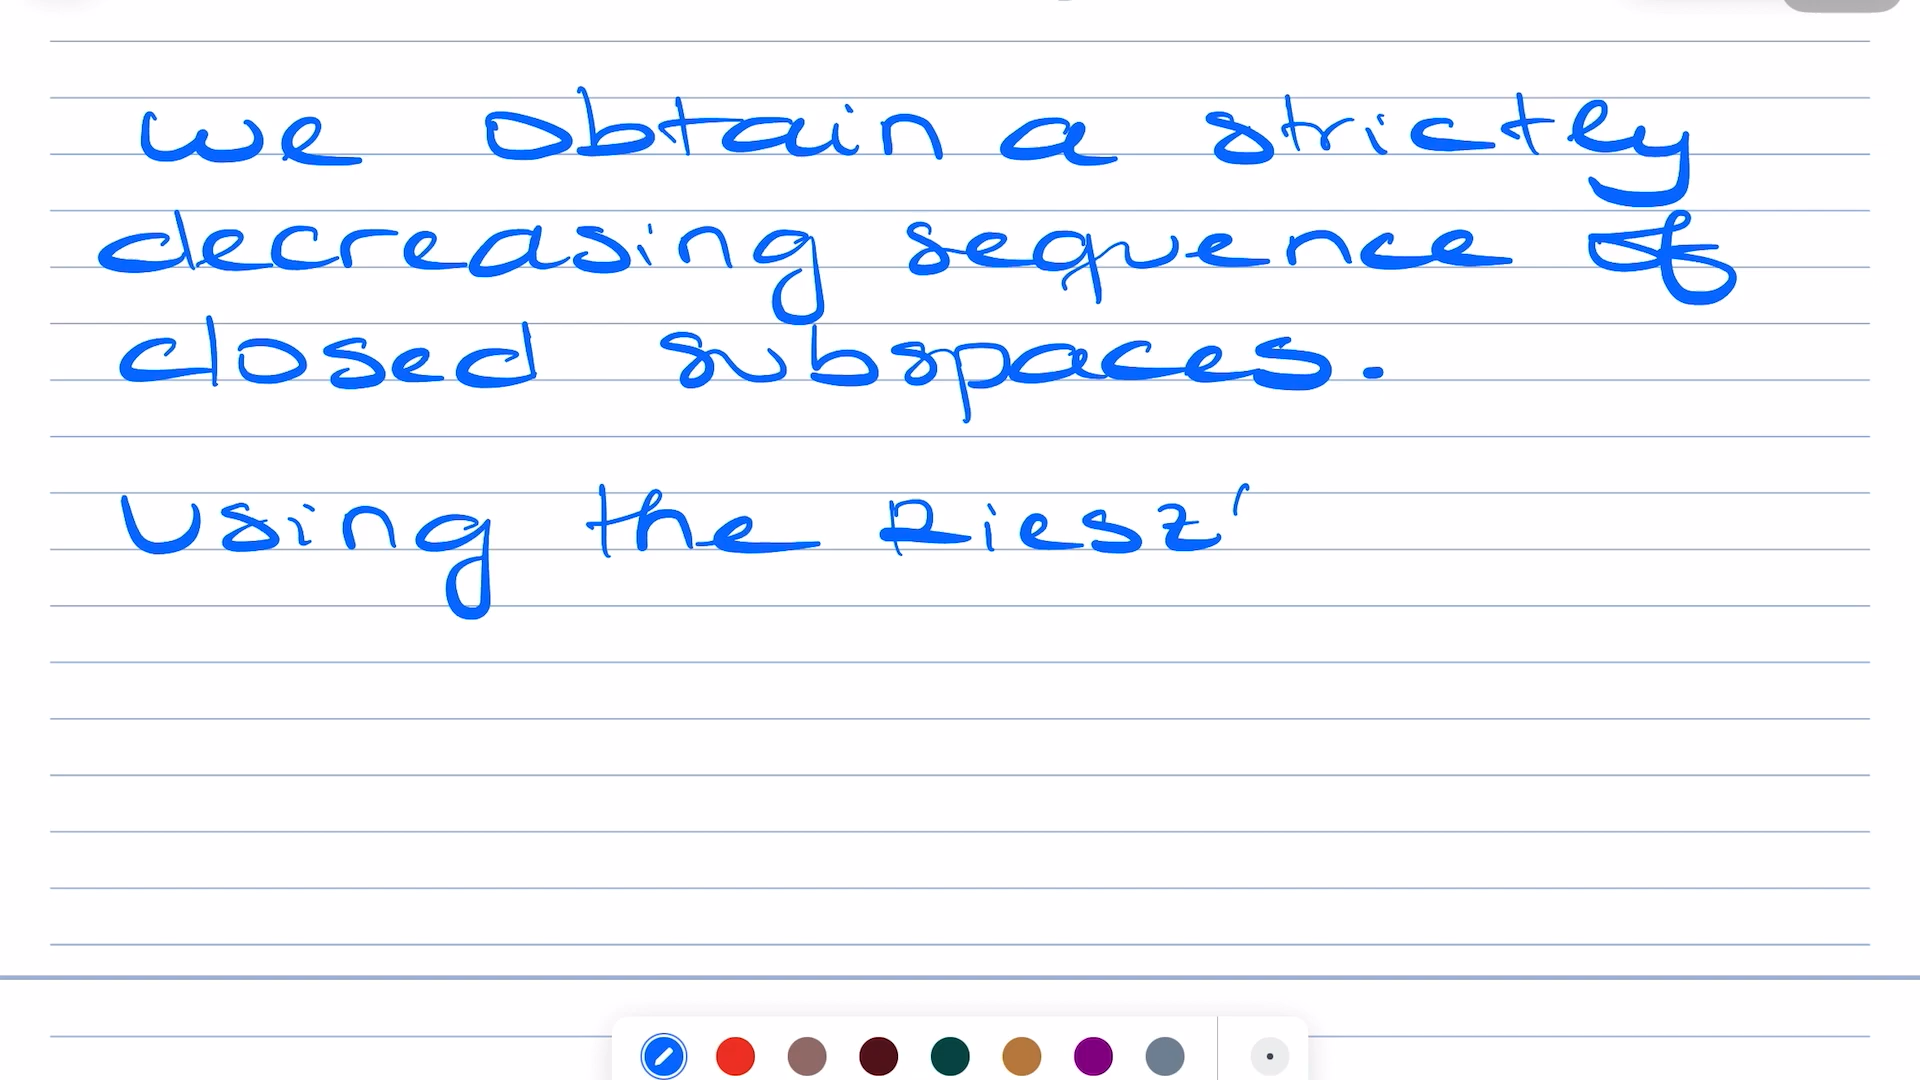 we obtain a strictly
decreasing sequence of
closed subspaces.
Using the Riesz'